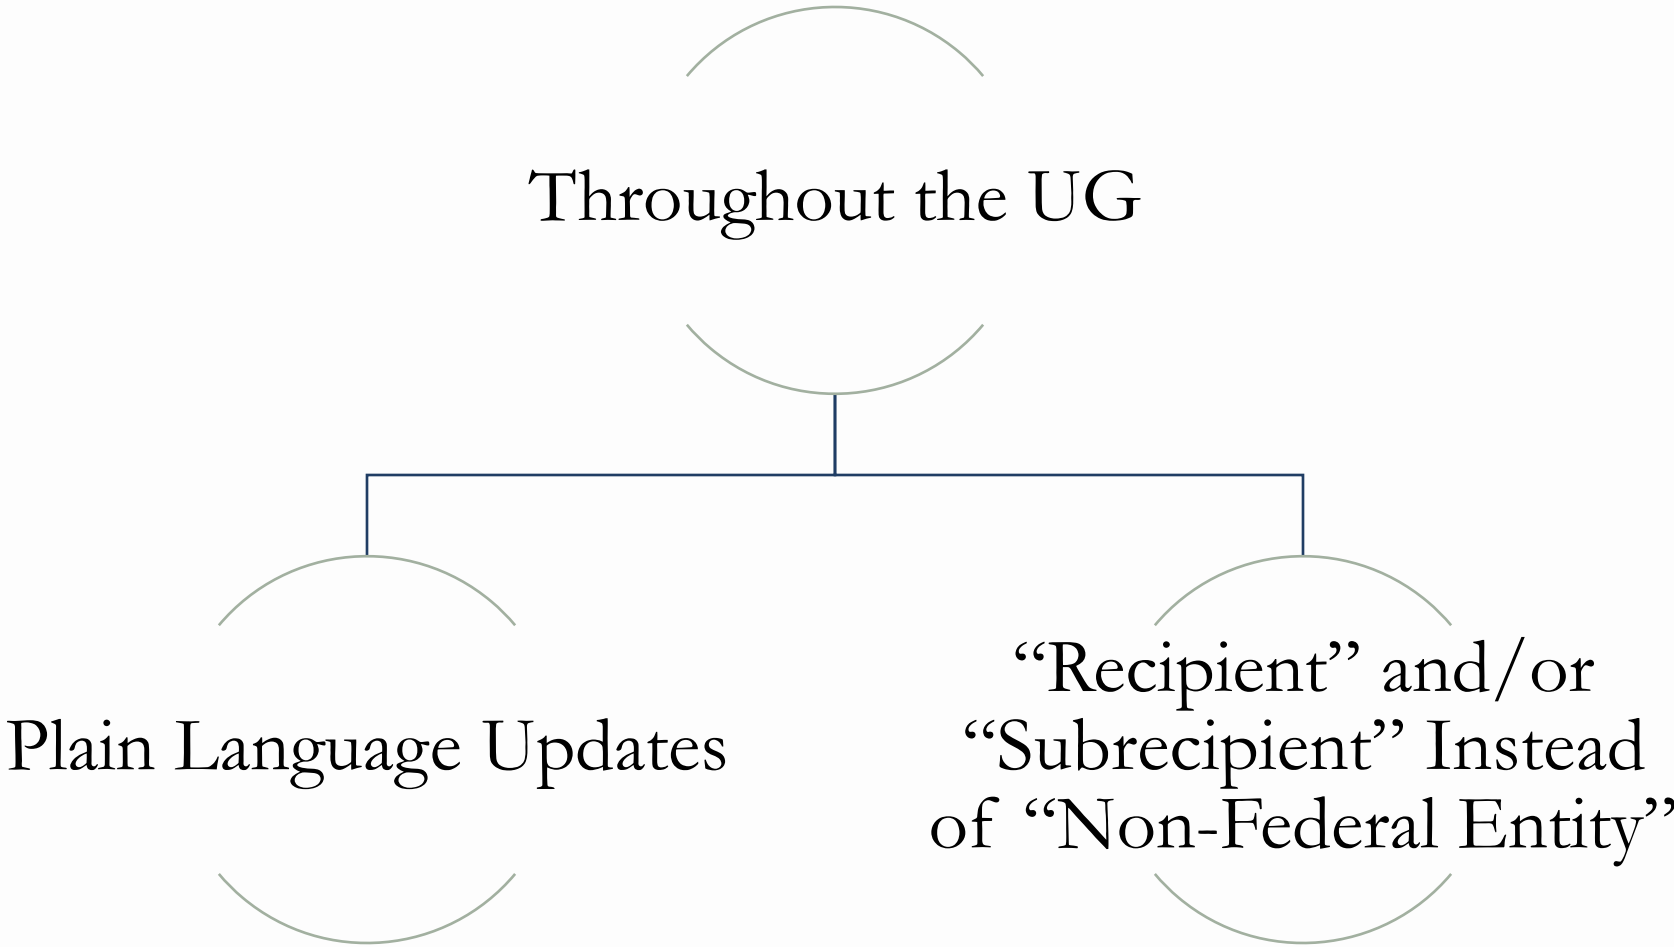 Throughout the UG
Plain Language Updates
“Recipient” and/or
“Subrecipient” Instead
of “Non-Federal Entity”